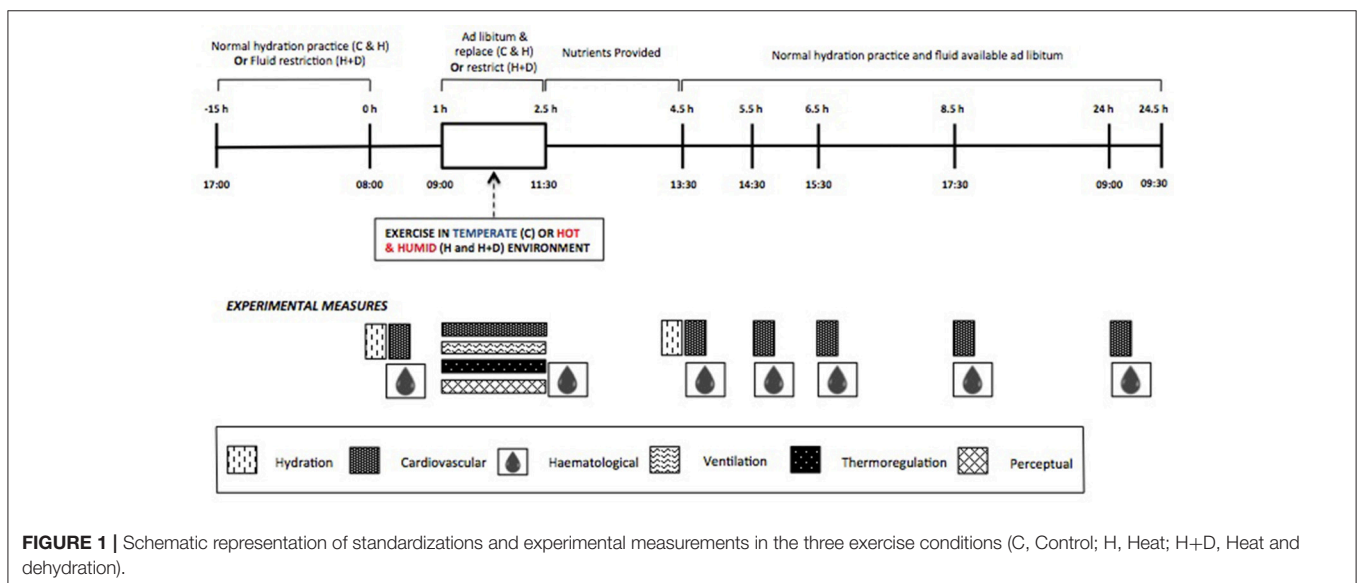 Normal hydration practice (C & H)
Or Fluid restriction (H+D)
Ad libitum &
replace (C & H)
Or restrict (H+D)
Nutrients Provided
Normal hydration practice and fluid available ad libitum
-15 h
0 h
1 h
2.5 h
4.5 h
5.5 h
6.5 h
8.5 h
24 h
24.5 h
17:00
08:00
09:00
11:30
13:30
14:30
15:30
17:30
09:00
09:30
EXERCISE IN TEMPERATE (C) OR HOT
& HUMID (H and H+D) ENVIRONMENT
EXPERIMENTAL MEASURES
Hydration
Cardiovascular
Haematological
Ventilation
Thermoregulation
Perceptual
FIGURE 1 | Schematic representation of standardizations and experimental measurements in the three exercise conditions (C, Control; H, Heat; H+D, Heat and
dehydration).